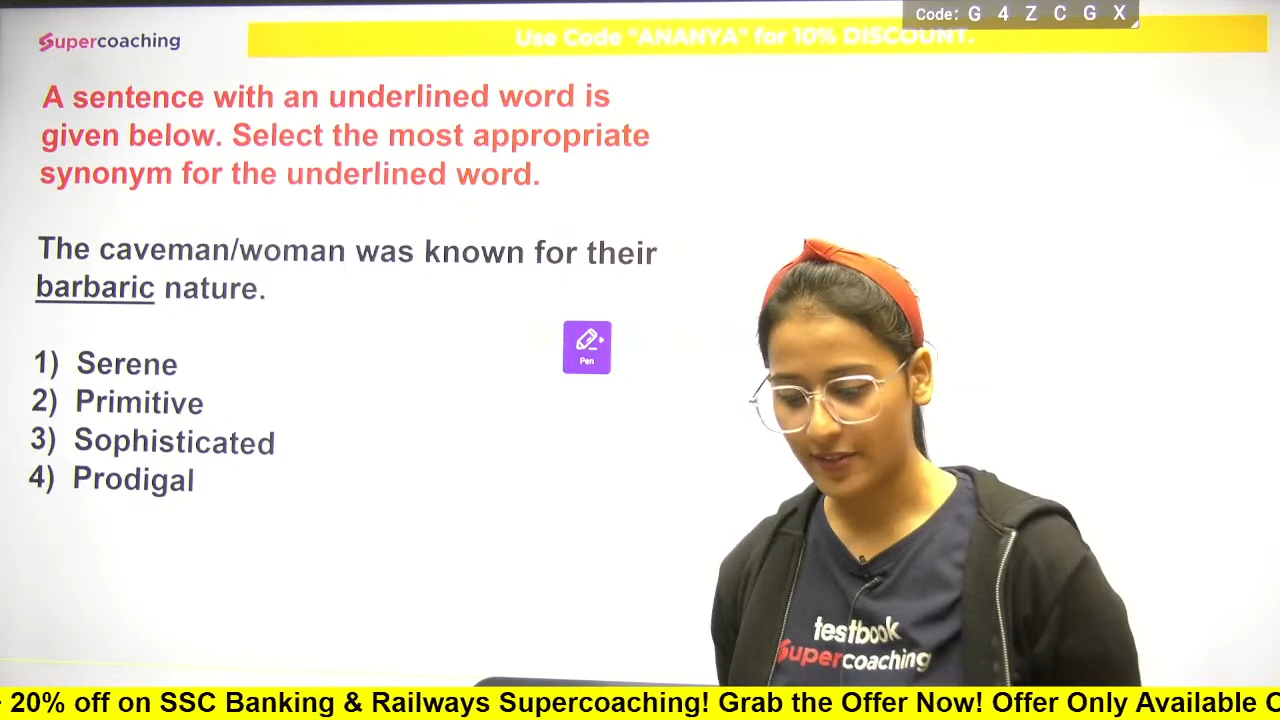 Code: G 4 Z C G X
Supercoaching
Use Code "ANANYA" for 10% DISCOUNT.
A sentence with an underlined word is
given below. Select the most appropriate
synonym for the underlined word.
The caveman/woman was known for their
barbaric nature.
1) Serene
2) Primitive
3) Sophisticated
4) Prodigal
Pen
testbook
Supercoaching
20% off on SSC Banking & Railways Supercoaching! Grab the Offer Now! Offer Only Available